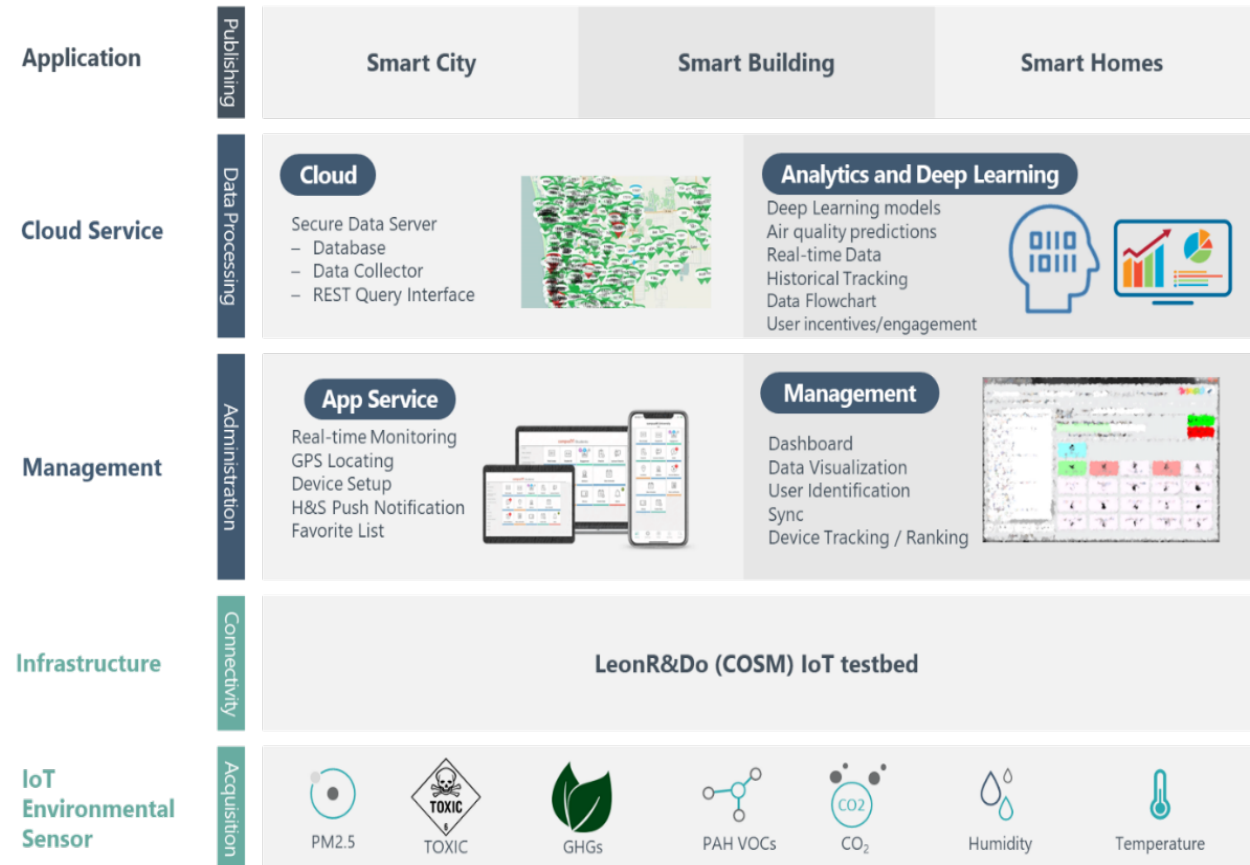 Application
Publishing
Smart City
Smart Building
Smart Homes
Cloud Service
Data Processing
Cloud
Secure Data Server
– Database
– Data Collector
– REST Query Interface
Analytics and Deep Learning
Deep Learning models
Air quality predictions
Real-time Data
Historical Tracking
Data Flowchart
User incentives/engagement
0110
10111
Management
Administration
App Service
Real-time Monitoring
GPS Locating
Device Setup
H&S Push Notification
Favorite List
Management
Dashboard
Data Visualization
User Identification
Sync
Device Tracking / Ranking
Infrastructure
Connectivity
LeonR&Do (COSM) IoT testbed
IoT
Environmental
Sensor
Acquisition
PM2.5
TOXIC
6
TOXIC
GHGs
PAH VOCs
CO2
CO₂
Humidity
Temperature